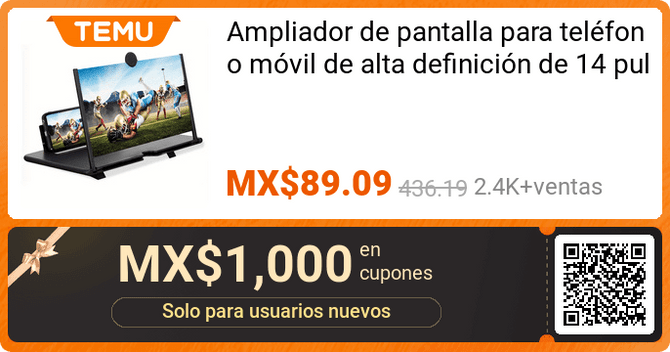 TEMU
Ampliador de pantalla para teléfon
o móvil de alta definición de 14 pul
MX$89.09 436.19 2.4K+ventas
MX$1,000 en
cupones
Solo para usuarios nuevos